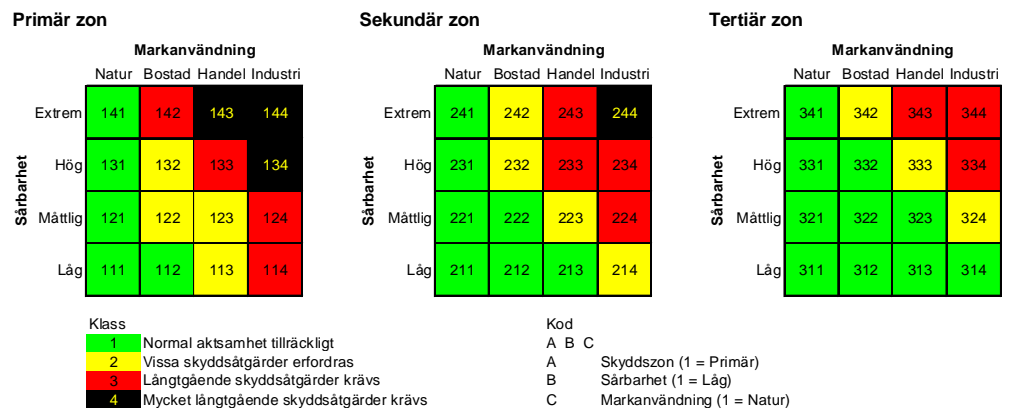 Primär zon
Sekundär zon
Tertiär zon
Markanvändning
Markanvändning
Markanvändning
Natur Bostad Handel Industri
Natur Bostad Handel Industri
Natur Bostad Handel Industri
Sårbarhet
Sårbarhet
Sårbarhet
Extrem 141 142 143 144
Extrem 241 242 243 244
Extrem 341 342 343 344
Hög 131 132 133 134
Hög 231 232 233 234
Hög 331 332 333 334
Måttlig 121 122 123 124
Måttlig 221 222 223 224
Måttlig 321 322 323 324
Låg 111 112 113 114
Låg 211 212 213 214
Låg 311 312 313 314
Klass
1 Normal aktsamhet tillräckligt
2 Vissa skyddsåtgärder erfordras
3 Långtgående skyddsåtgärder krävs
4 Mycket långtgående skyddsåtgärder krävs
Kod
A B C
A Skyddszon (1 = Primär)
B Sårbarhet (1 = Låg)
C Markanvändning (1 = Natur)